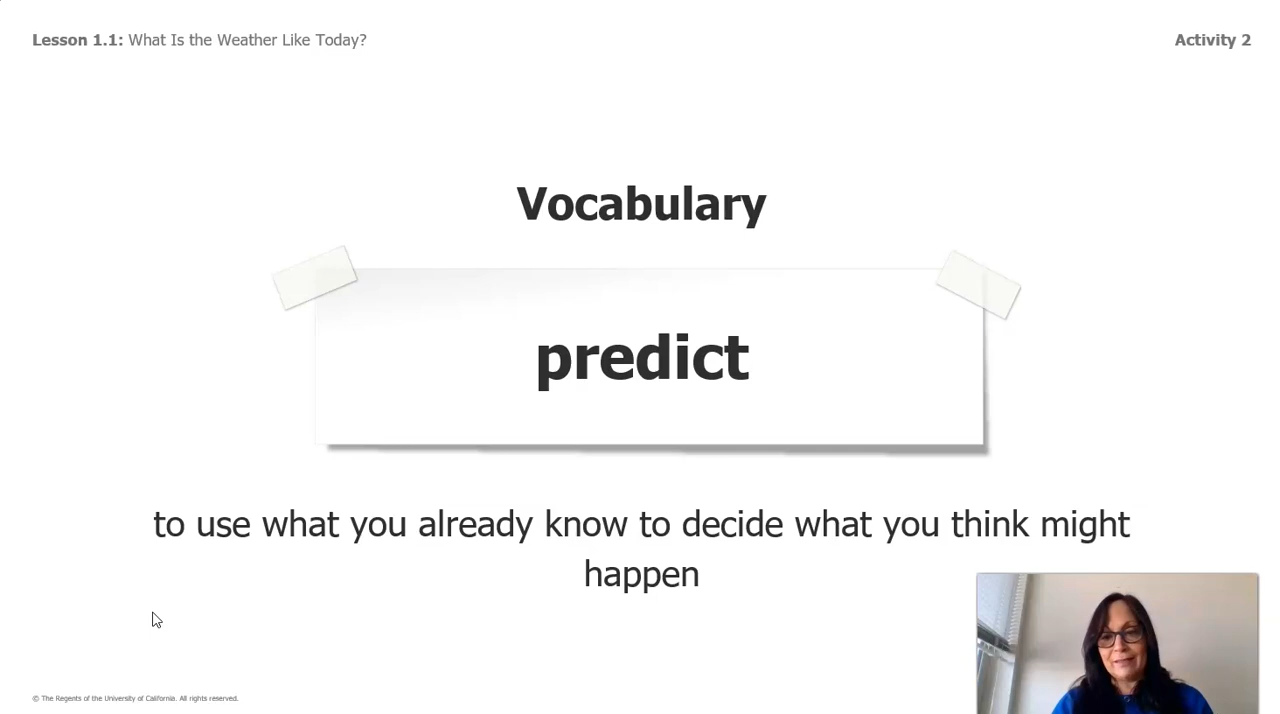 Lesson 1.1: What Is the Weather Like Today?
Activity 2
Vocabulary
predict
to use what you already know to decide what you think might
happen
© The Regents of the University of California. All rights reserved.